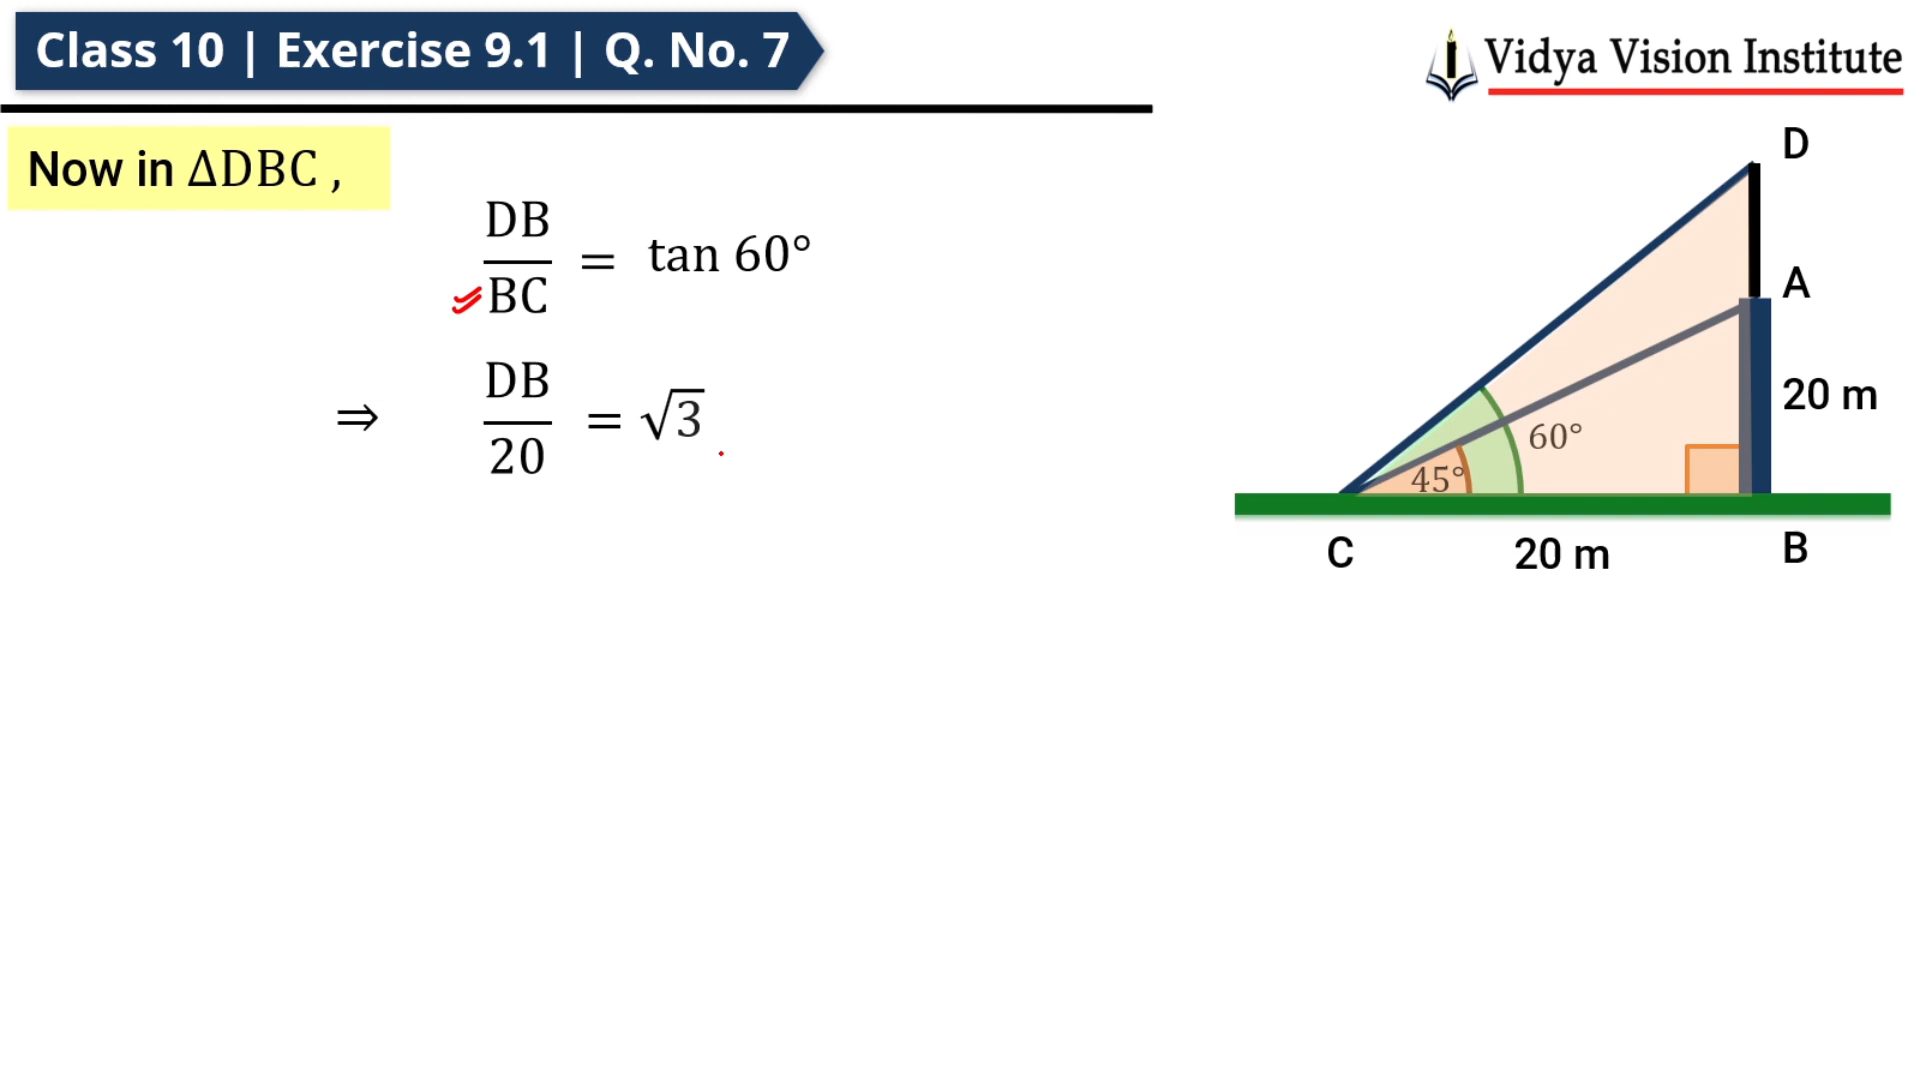 Class 10 | Exercise 9.1 | Q. No. 7
Vidya Vision Institute
Now in ΔDBC ,
DB
BC
= tan 60°
⇒
DB
20
= √3
D
A
20 m
60°
45°
C
20 m
B